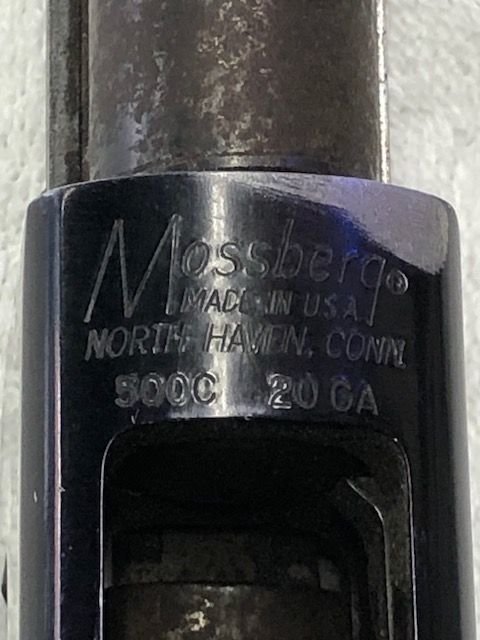 Mossberg®
MADE IN U.S.A.
NORTH HAVEN, CONN.
500C 20 GA